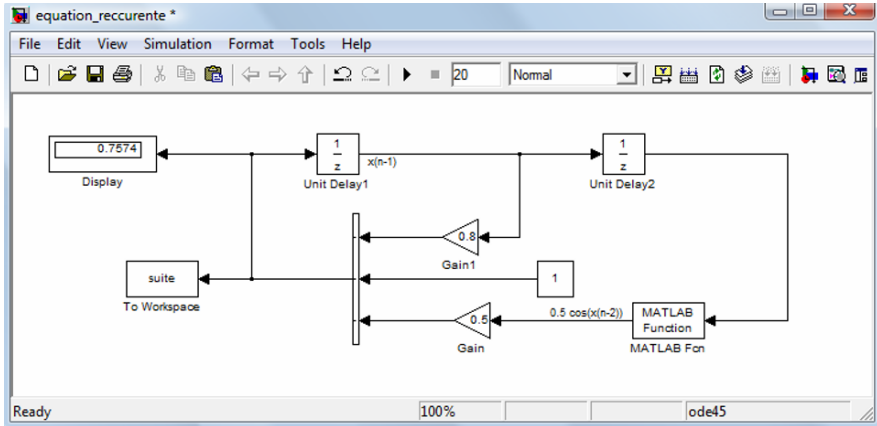 equation_reccurente *
File Edit View Simulation Format Tools Help
20 Normal
0.7574
Display
1
z
x(n-1)
Unit Delay1
1
z
Unit Delay2
0.8
Gain1
suite
To Workspace
1
0.5
Gain
0.5 cos(x(n-2))
MATLAB
Function
MATLAB Fcn
Ready 100% ode45